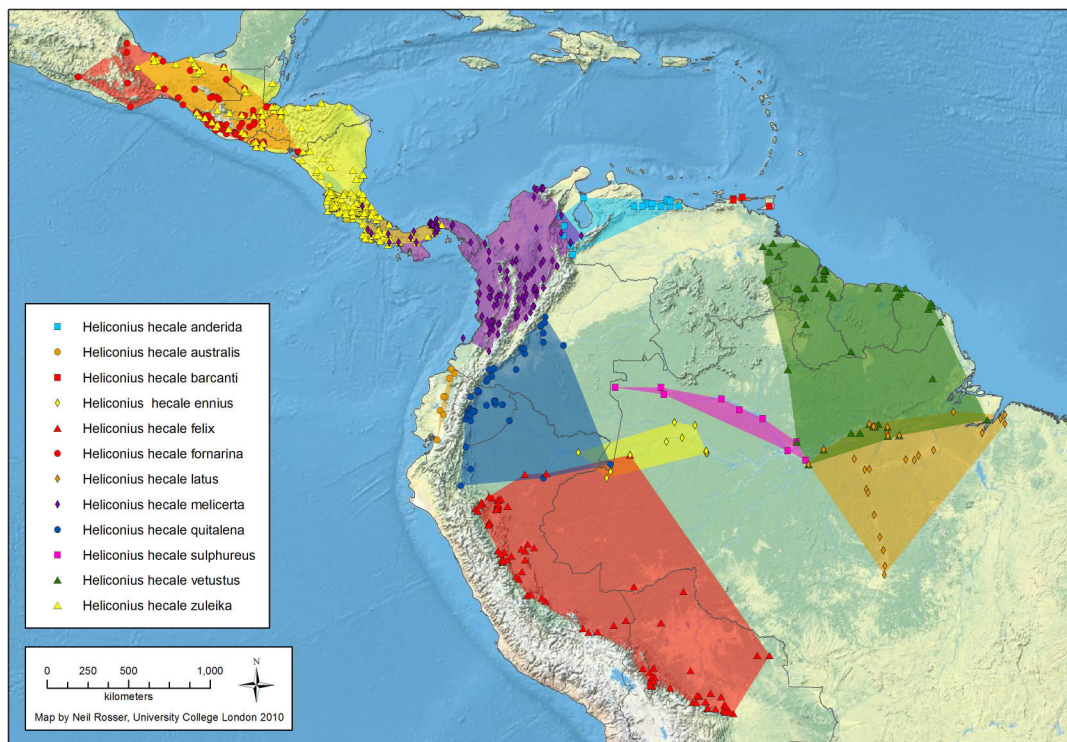 Heliconius hecale anderida
Heliconius hecale australis
Heliconius hecale barcanti
Heliconius hecale ennius
Heliconius hecale felix
Heliconius hecale fornarina
Heliconius hecale latus
Heliconius hecale melicerta
Heliconius hecale quitalena
Heliconius hecale sulphureus
Heliconius hecale vetustus
Heliconius hecale zuleika
0 250 500 1,000
kilometers
N
Map by Neil Rosser, University College London 2010